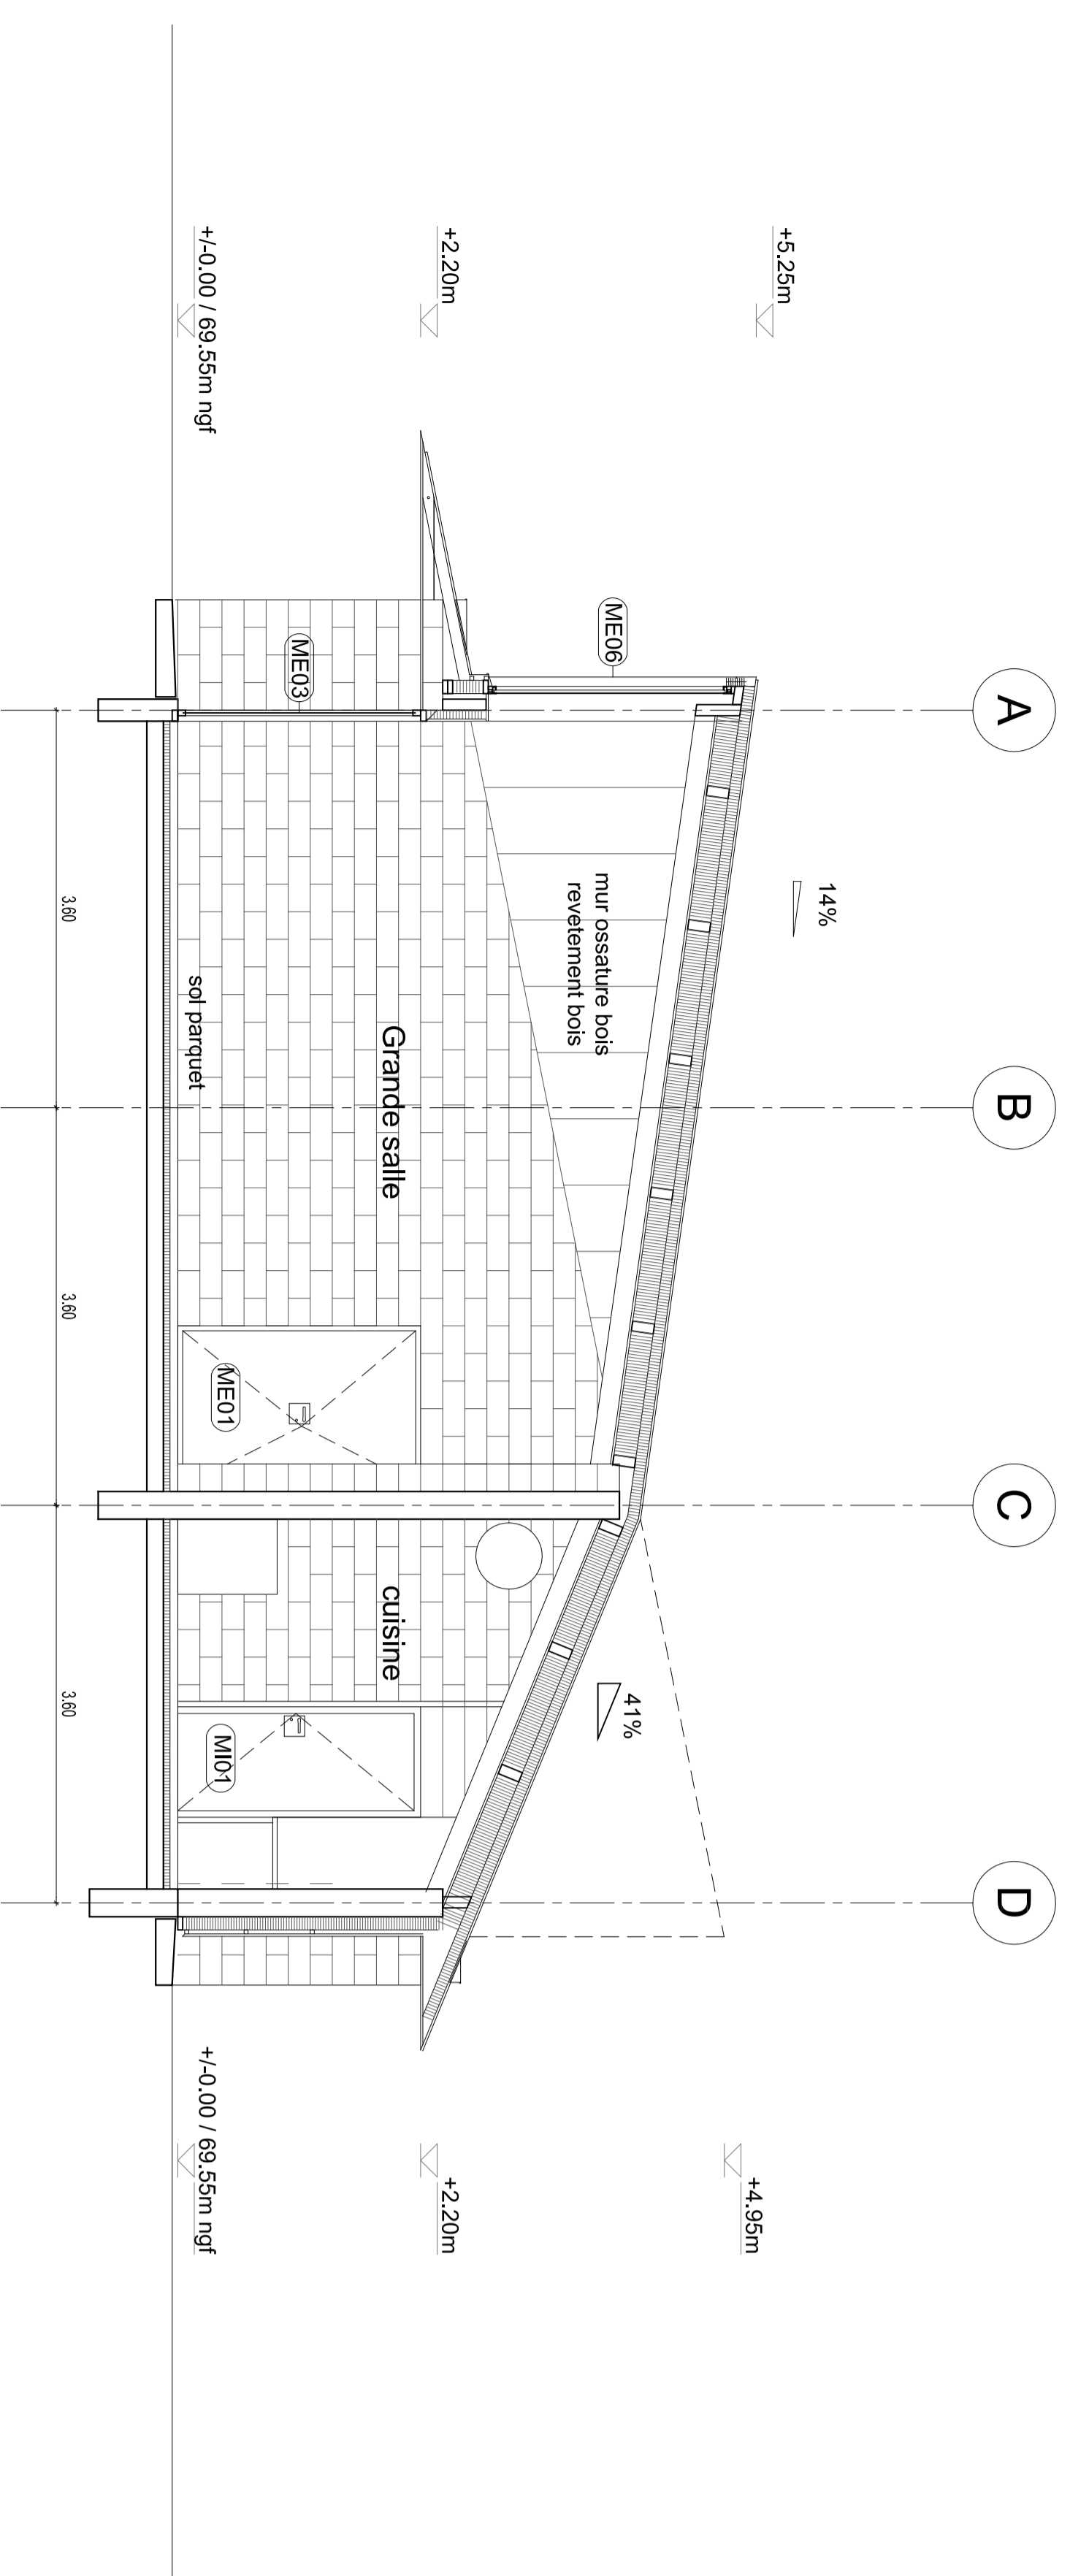 A
B
C
D
+5.25m
14%
+4.95m
ME06
mur ossature bois
revetement bois
41%
+2.20m
+2.20m
Grande salle
cuisine
ME03
ME01
MI01
+/-0.00 / 69.55m ngf
sol parquet
+/-0.00 / 69.55m ngf
3.60
3.60
3.60